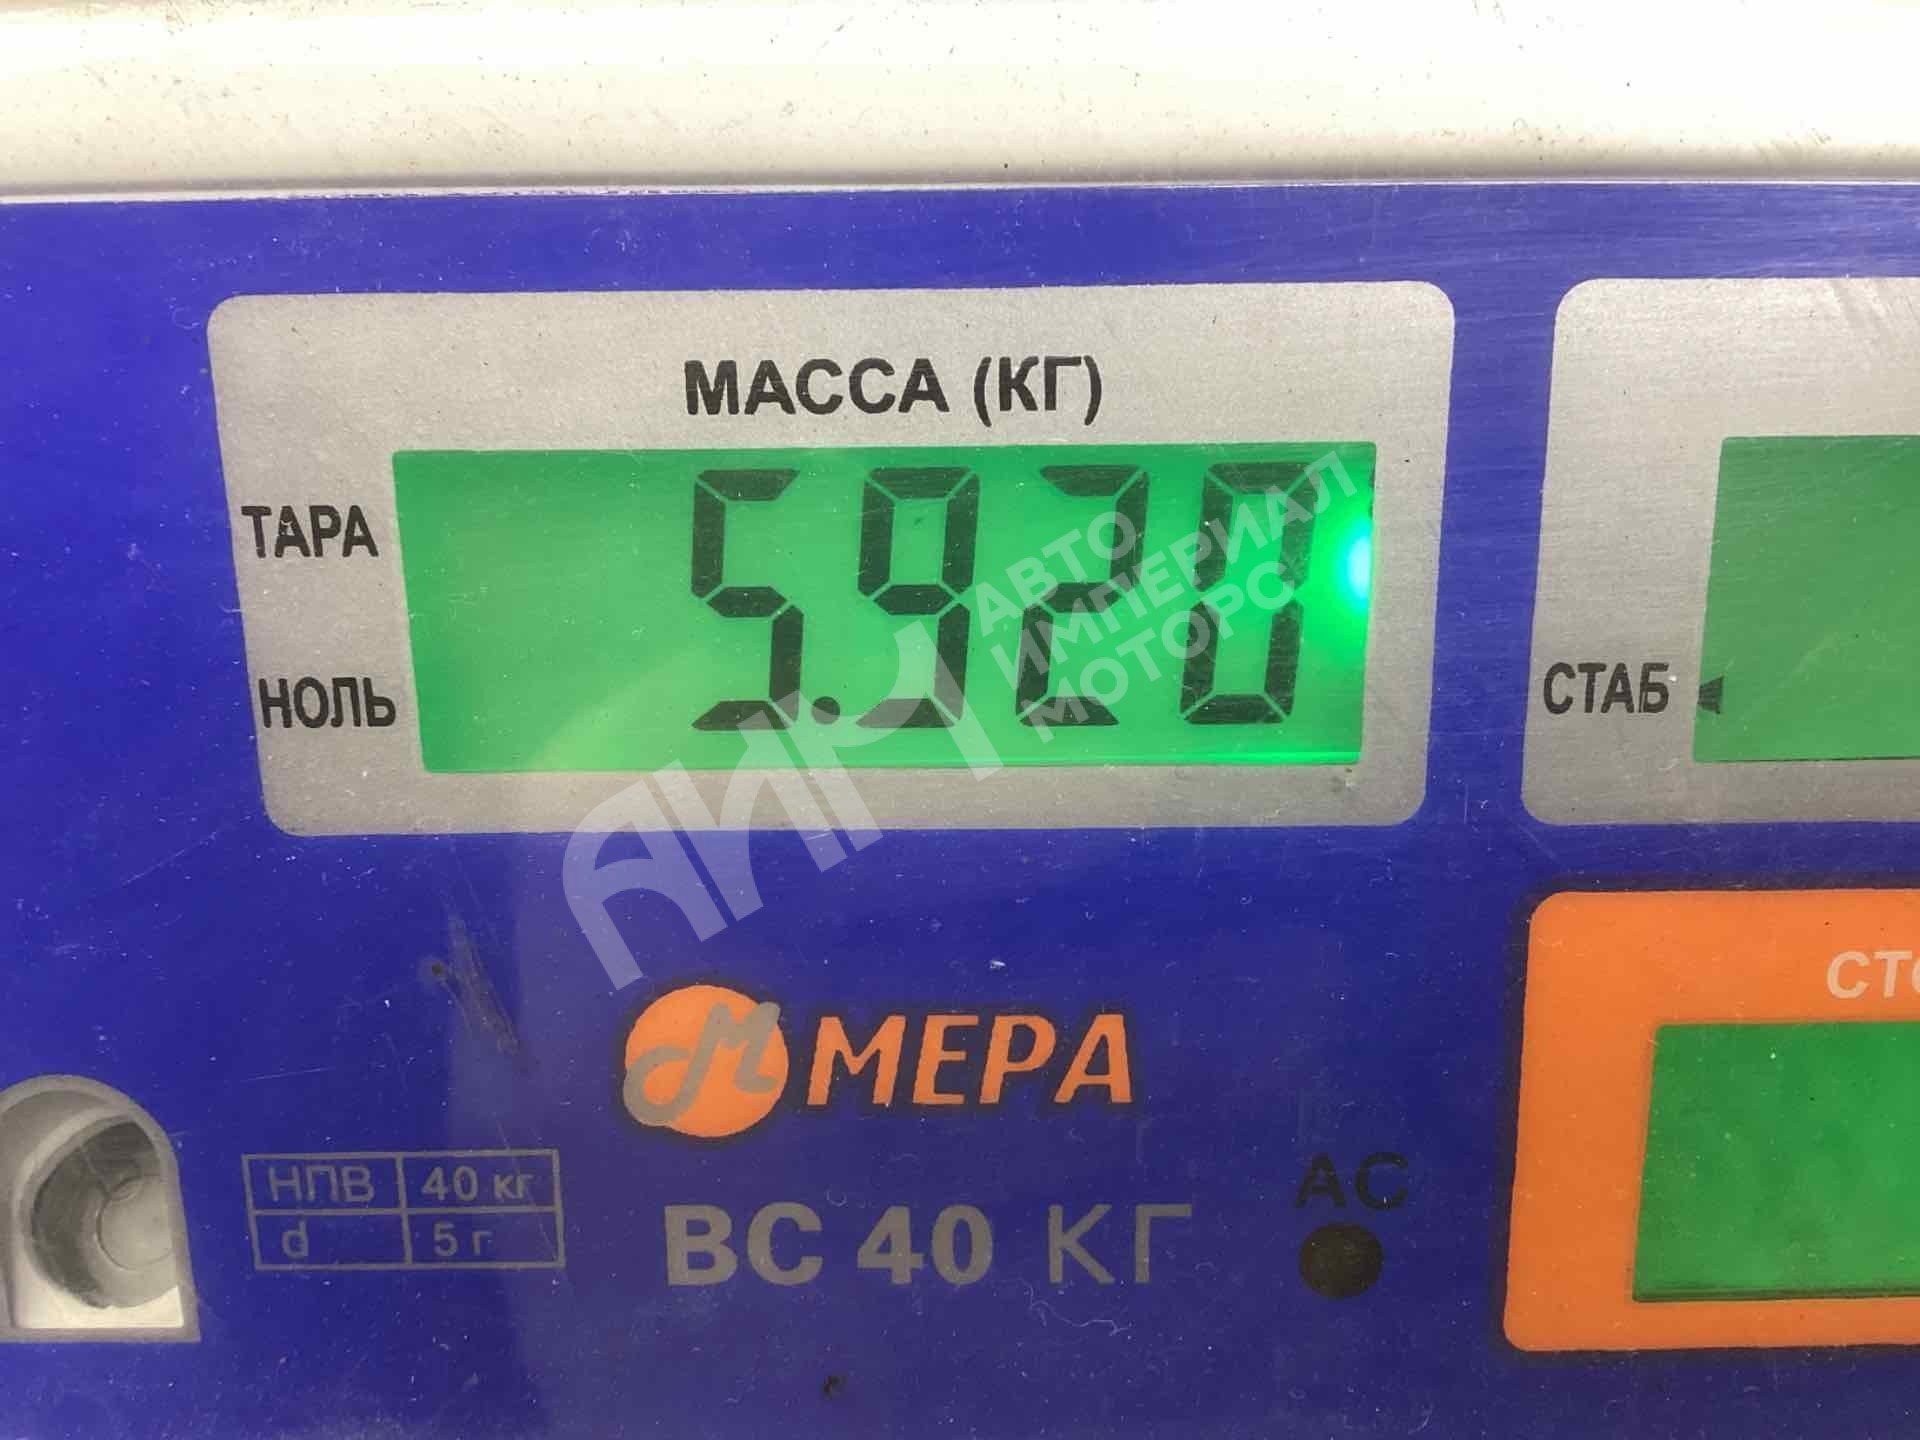 МАССА (КГ)
ТАРА
5.920
НОЛЬ
СТАБ
АИМ
АВТО
ИМПЕРИАЛ
МОТОРС
МЕРА
НПВ 40 кг
d 5 г
ВС 40 КГ
АС